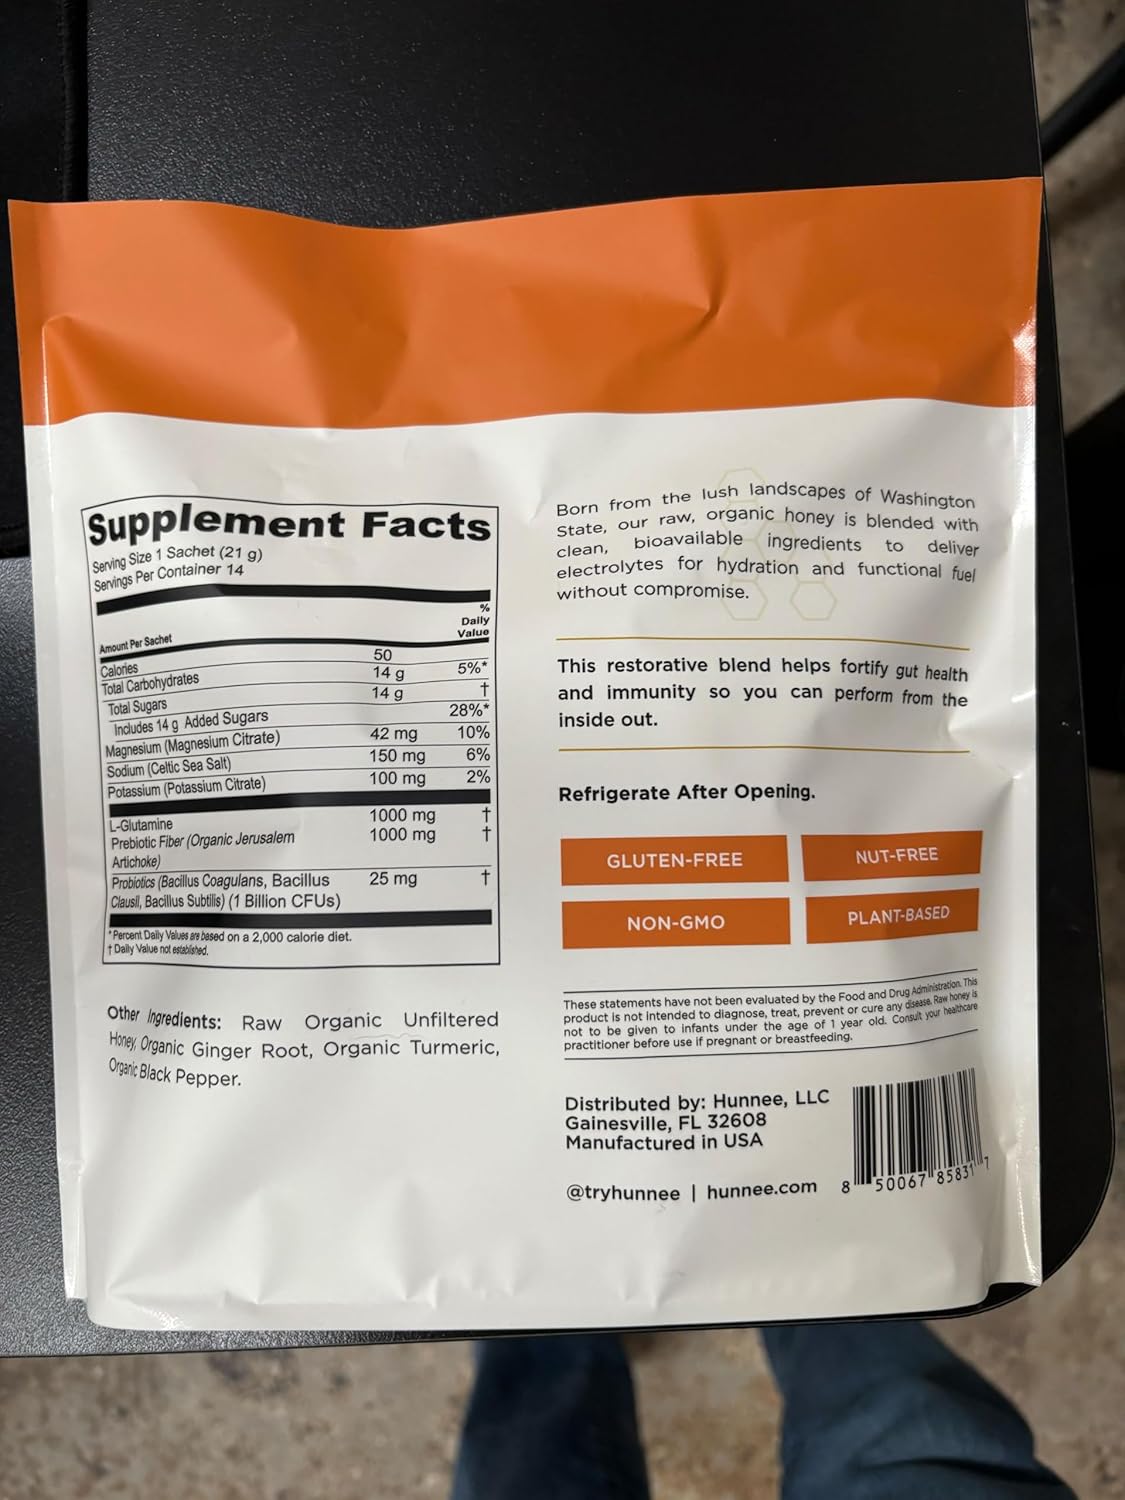 Supplement Facts
Serving Size 1 Sachet (21 g)
Servings Per Container 14
%
Daily
Value
Amount Per Sachet
Calories 50
Total Carbohydrates 14 g 5%*
Total Sugars 14 g †
Includes 14 g Added Sugars 28%*
Magnesium (Magnesium Citrate) 42 mg 10%
Sodium (Celtic Sea Salt) 150 mg 6%
Potassium (Potassium Citrate) 100 mg 2%
L-Glutamine 1000 mg †
Prebiotic Fiber (Organic Jerusalem 1000 mg †
Artichoke)
Probiotics (Bacillus Coagulans, Bacillus 25 mg †
Clausii, Bacillus Subtilis) (1 Billion CFUs)
*Percent Daily Values are based on a 2,000 calorie diet.
† Daily Value not established.
Other Ingredients: Raw Organic Unfiltered
Honey, Organic Ginger Root, Organic Turmeric,
Organic Black Pepper.
Born from the lush landscapes of Washington
State, our raw, organic honey is blended with
clean, bioavailable ingredients to deliver
electrolytes for hydration and functional fuel
without compromise.
This restorative blend helps fortify gut health
and immunity so you can perform from the
inside out.
Refrigerate After Opening.
GLUTEN-FREE
NUT-FREE
NON-GMO
PLANT-BASED
These statements have not been evaluated by the Food and Drug Administration. This
product is not intended to diagnose, treat, prevent or cure any disease. Raw honey is
not to be given to infants under the age of 1 year old. Consult your healthcare
practitioner before use if pregnant or breastfeeding.
Distributed by: Hunnee, LLC
Gainesville, FL 32608
Manufactured in USA
@tryhunnee | hunnee.com
8 50067 85831 7